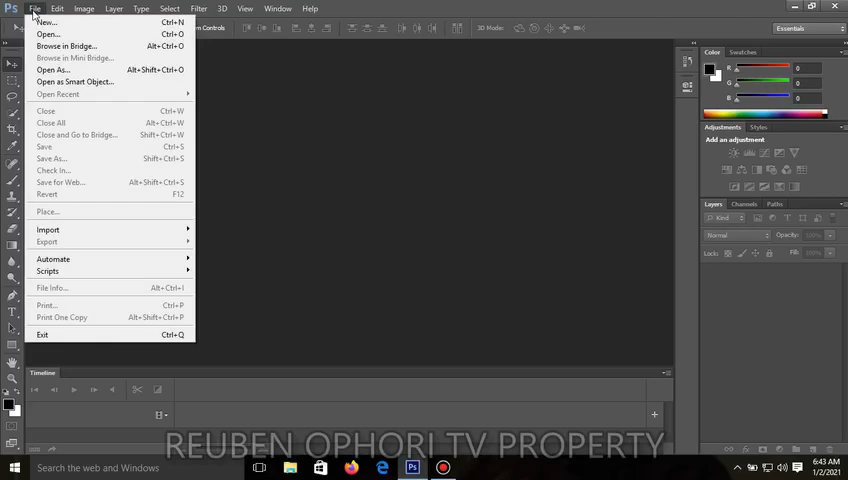 Ps File Edit Image Layer Type Select Filter 3D View Window Help
n Controls 3D Mode: Essentials
New... Ctrl+N
Open... Ctrl+O
Browse in Bridge... Alt+Ctrl+O
Browse in Mini Bridge...
Open As... Alt+Shift+Ctrl+O
Open as Smart Object...
Open Recent
Close Ctrl+W
Close All Alt+Ctrl+W
Close and Go to Bridge... Shift+Ctrl+W
Save Ctrl+S
Save As... Shift+Ctrl+S
Check In...
Save for Web... Alt+Shift+Ctrl+S
Revert F12
Place...
Import
Export
Automate
Scripts
File Info... Alt+Ctrl+I
Print... Ctrl+P
Print One Copy Alt+Shift+Ctrl+P
Exit Ctrl+Q
Color Swatches
R 0
G 0
B 0
Adjustments Styles
Add an adjustment
Layers Channels Paths
Kind
Normal Opacity: 100%
Lock: Fill: 100%
Timeline
REUBEN OPHORI TV PROPERTY
Search the web and Windows
Ps
6:43 AM
1/2/2021